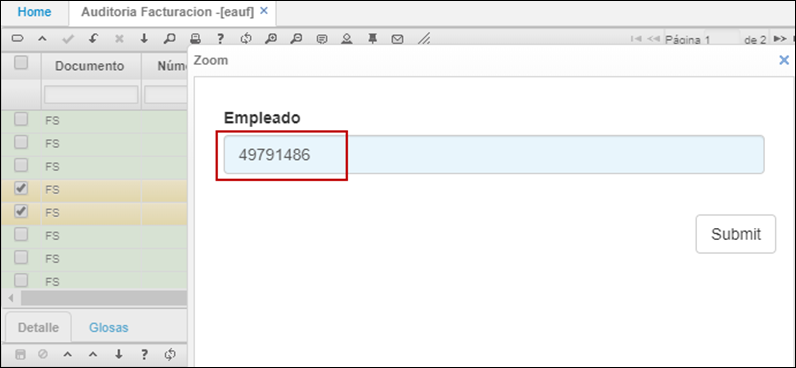 Home
Auditoria Facturacion -[eauf] ×
Página 1 de 2
Zoom ×
Documento
Núme
Empleado
49791486
Submit
FS
FS
FS
FS
FS
FS
FS
FS
Detalle
Glosas